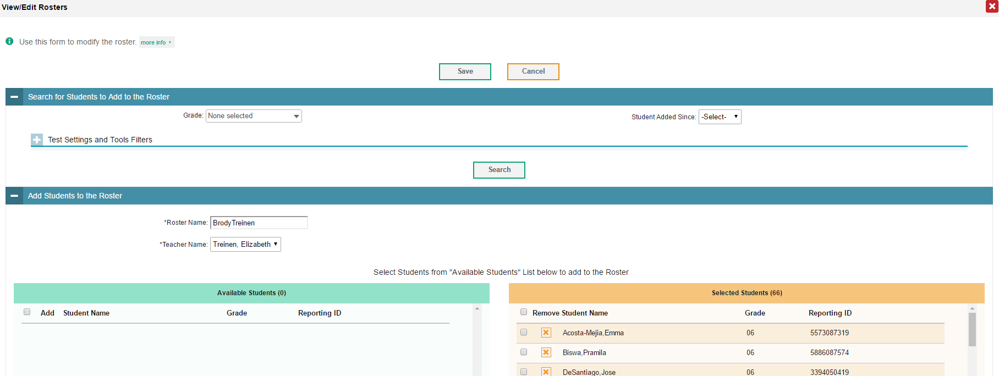 View/Edit Rosters
Use this form to modify the roster. more info
Save Cancel
Search for Students to Add to the Roster
Grade: None selected Student Added Since: -Select-
Test Settings and Tools Filters
Search
Add Students to the Roster
*Roster Name: BrodyTreinen
*Teacher Name: Treinen, Elizabeth
Select Students from "Available Students" List below to add to the Roster
Available Students (0)
Add Student Name Grade Reporting ID
Selected Students (66)
Remove Student Name Grade Reporting ID
Acosta-Mejia,Emma 06 5573087319
Biswa,Pramila 06 5886087574
DeSantiago,Jose 06 3394050419